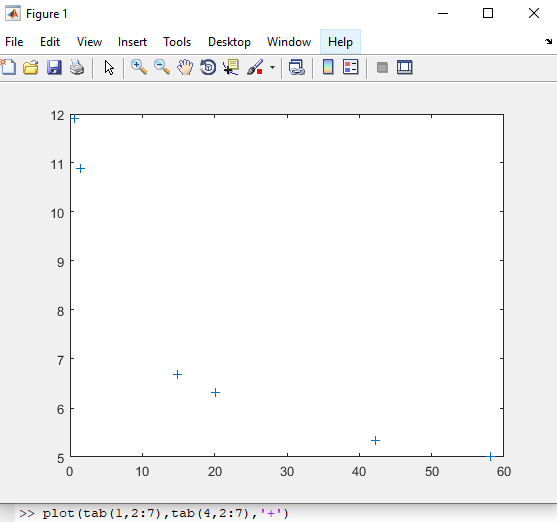 Figure 1
File Edit View Insert Tools Desktop Window Help
12
11
10
9
8
7
6
5
0 10 20 30 40 50 60
>> plot(tab(1,2:7),tab(4,2:7),'+')